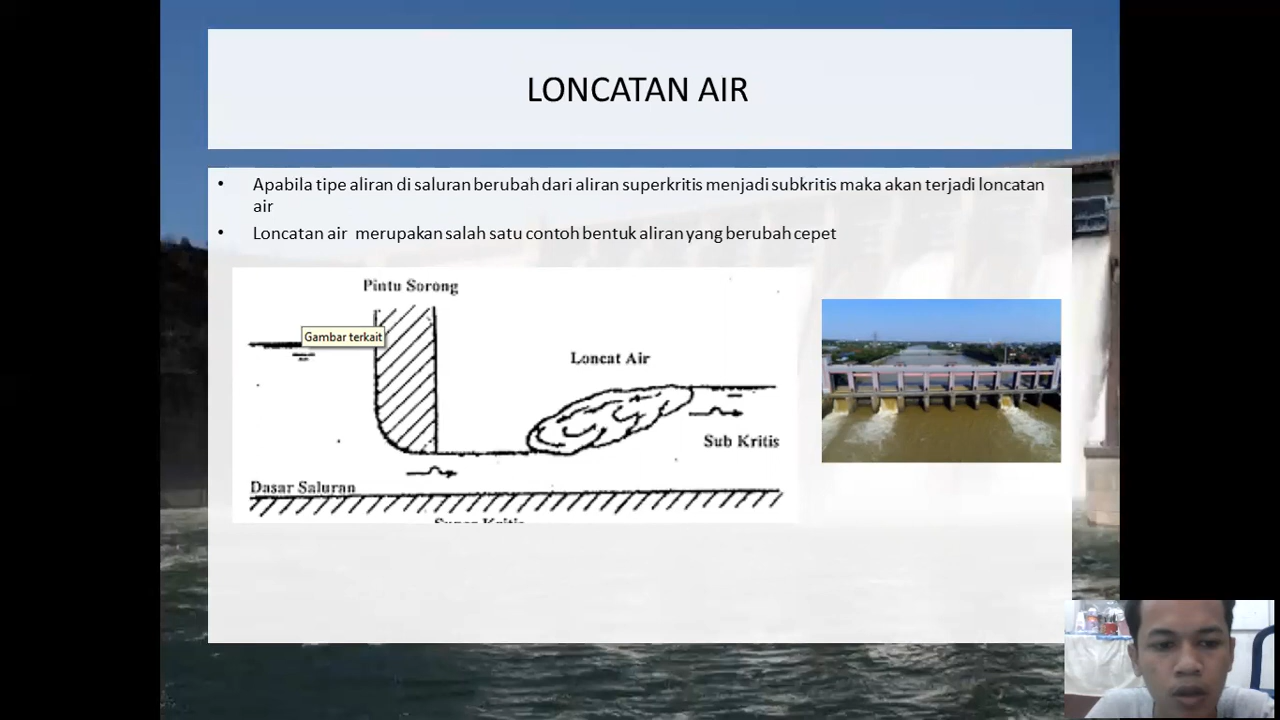 LONCATAN AIR
• Apabila tipe aliran di saluran berubah dari aliran superkritis menjadi subkritis maka akan terjadi loncatan
air
• Loncatan air merupakan salah satu contoh bentuk aliran yang berubah cepet
Pintu Sorong
Gambar terkait
Loncat Air
Sub Kritis
Dasar Saluran
Super Kritis